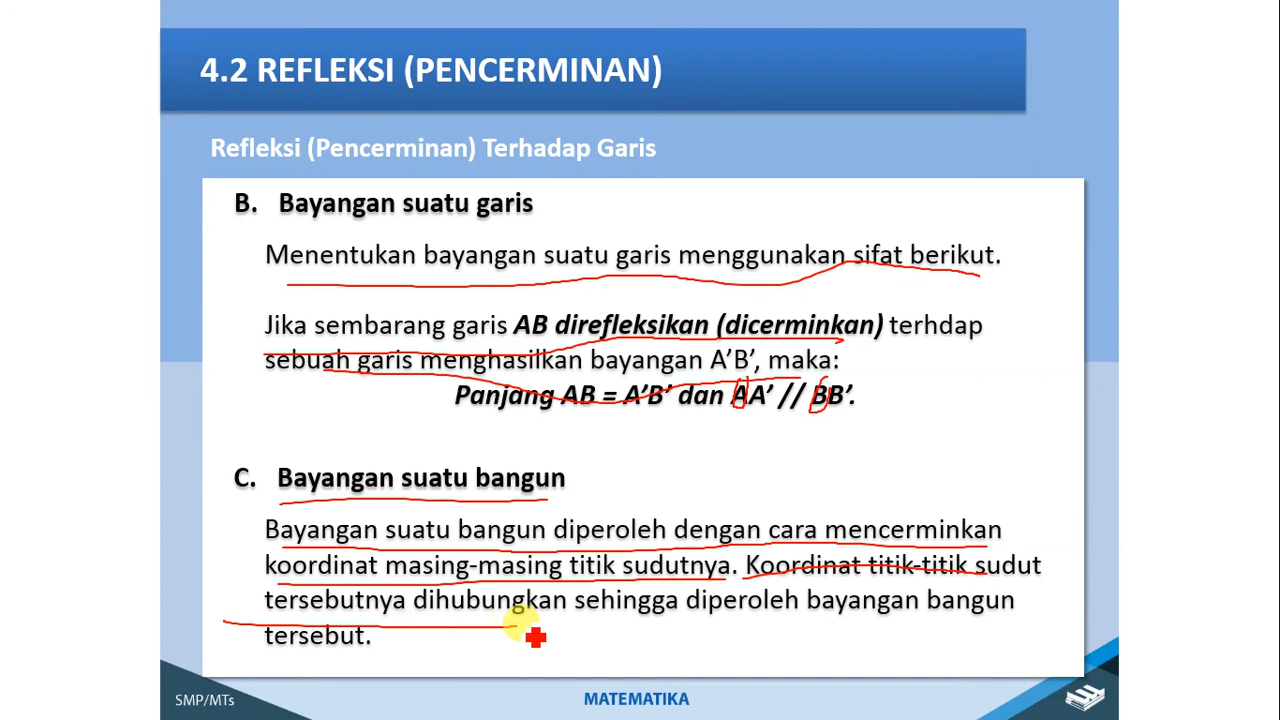 4.2 REFLEKSI (PENCERMINAN)
Refleksi (Pencerminan) Terhadap Garis
B. Bayangan suatu garis
Menentukan bayangan suatu garis menggunakan sifat berikut.
Jika sembarang garis AB direfleksikan (dicerminkan) terhdap
sebuah garis menghasilkan bayangan A’B’, maka:
Panjang AB = A’B’ dan AA’ // BB’.
C. Bayangan suatu bangun
Bayangan suatu bangun diperoleh dengan cara mencerminkan
koordinat masing-masing titik sudutnya. Koordinat titik-titik sudut
tersebutnya dihubungkan sehingga diperoleh bayangan bangun
tersebut.
SMP/MTs
MATEMATIKA